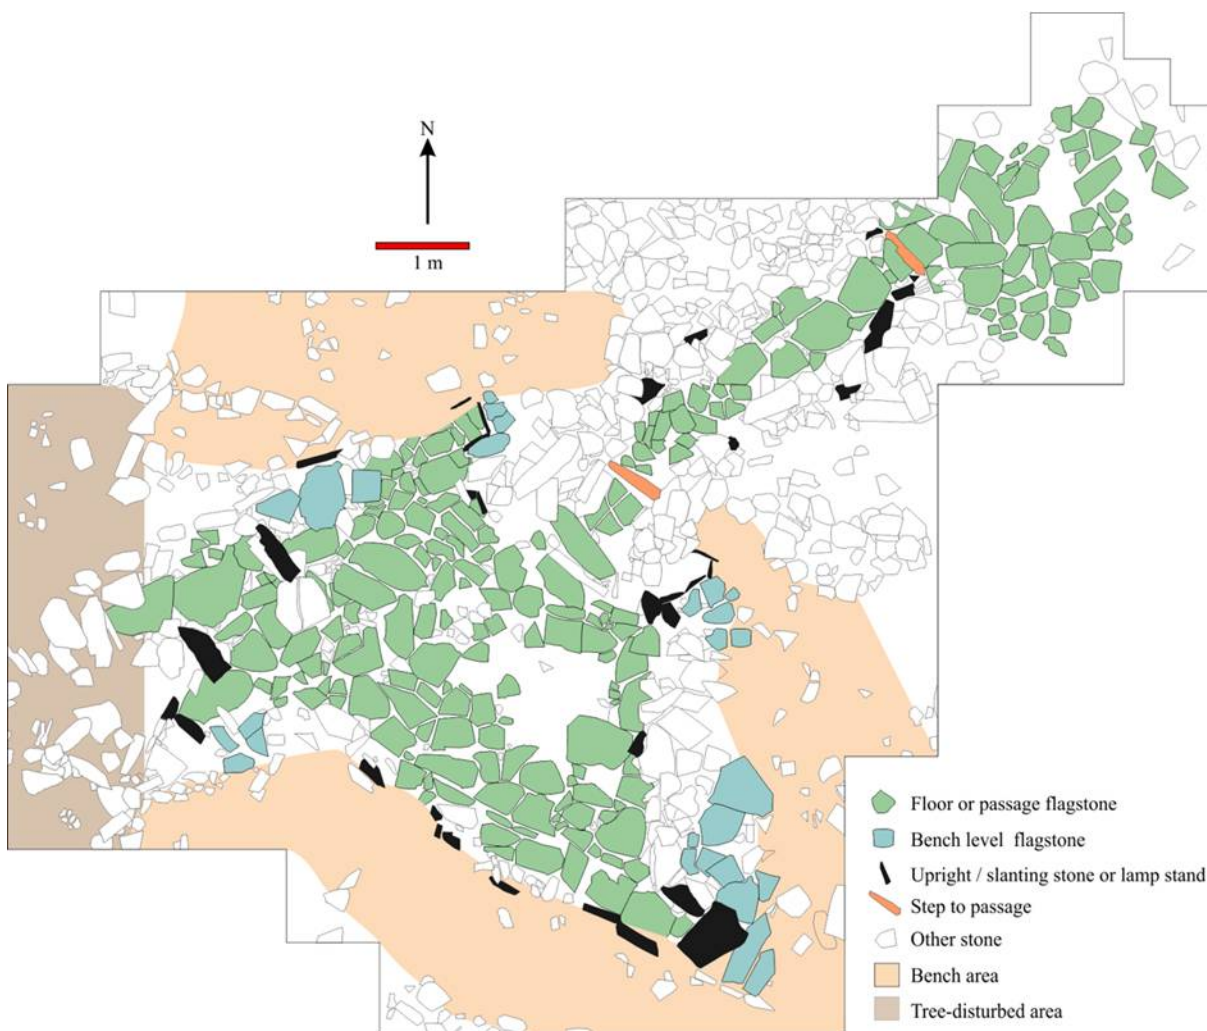 N
1 m
Floor or passage flagstone
Bench level flagstone
Upright / slanting stone or lamp stand
Step to passage
Other stone
Bench area
Tree-disturbed area